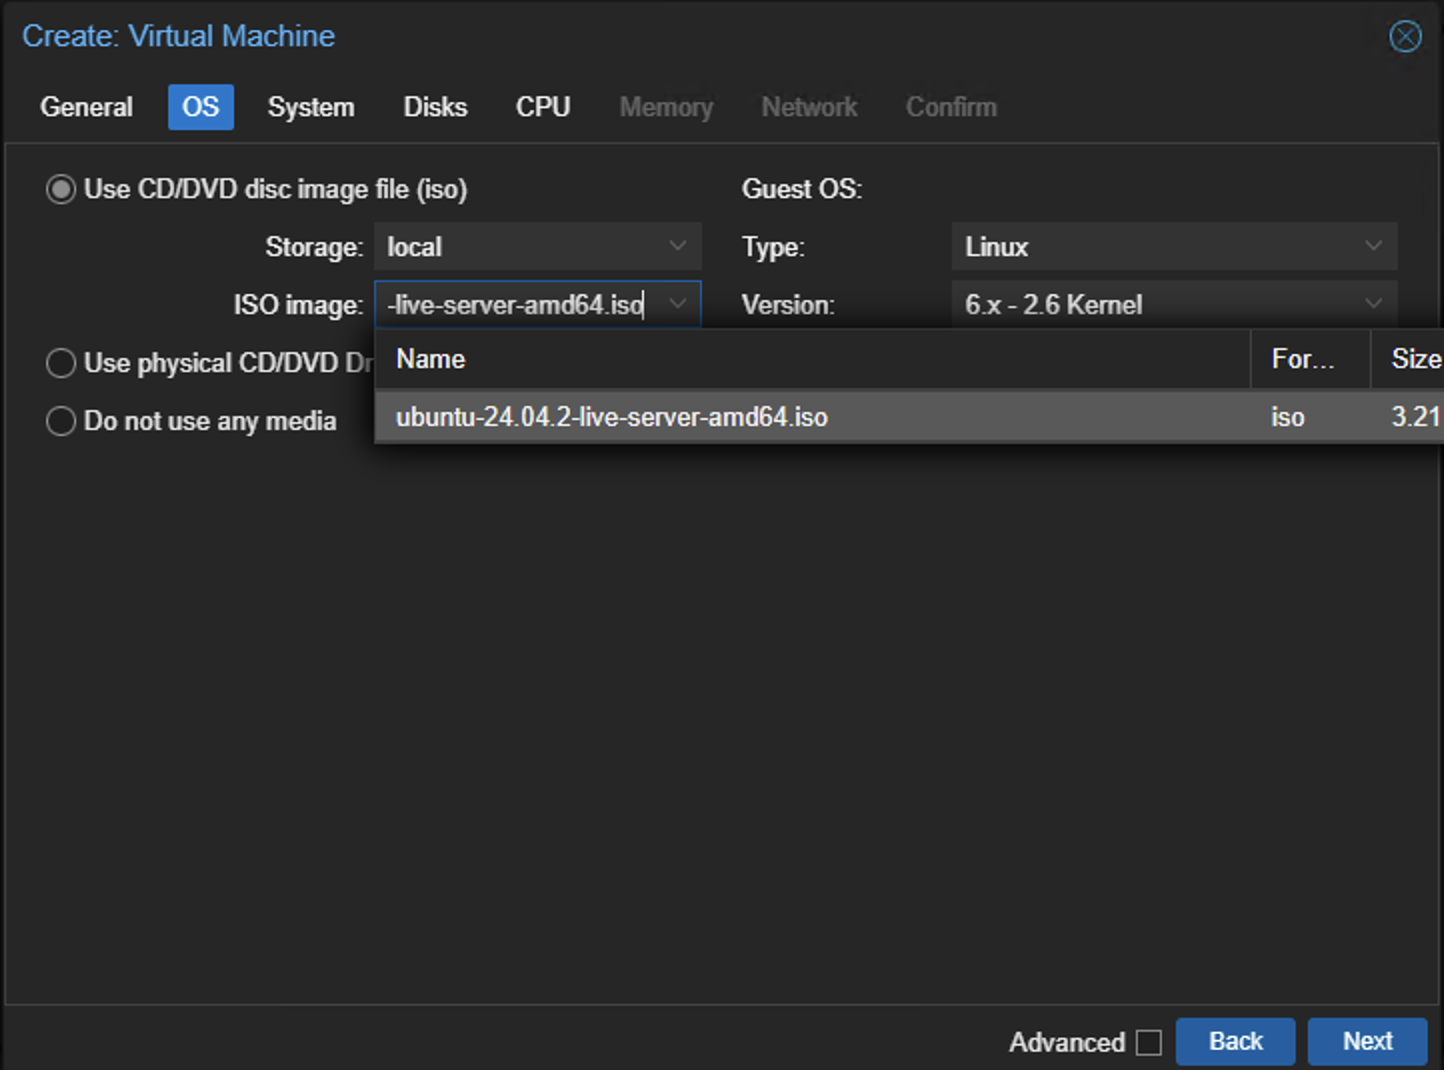 Create: Virtual Machine
General OS System Disks CPU Memory Network Confirm
Use CD/DVD disc image file (iso) Guest OS:
Storage: local Type: Linux
ISO image: -live-server-amd64.iso Version: 6.x - 2.6 Kernel
Use physical CD/DVD Dr Name For... Size
Do not use any media ubuntu-24.04.2-live-server-amd64.iso iso 3.21
Advanced Back Next